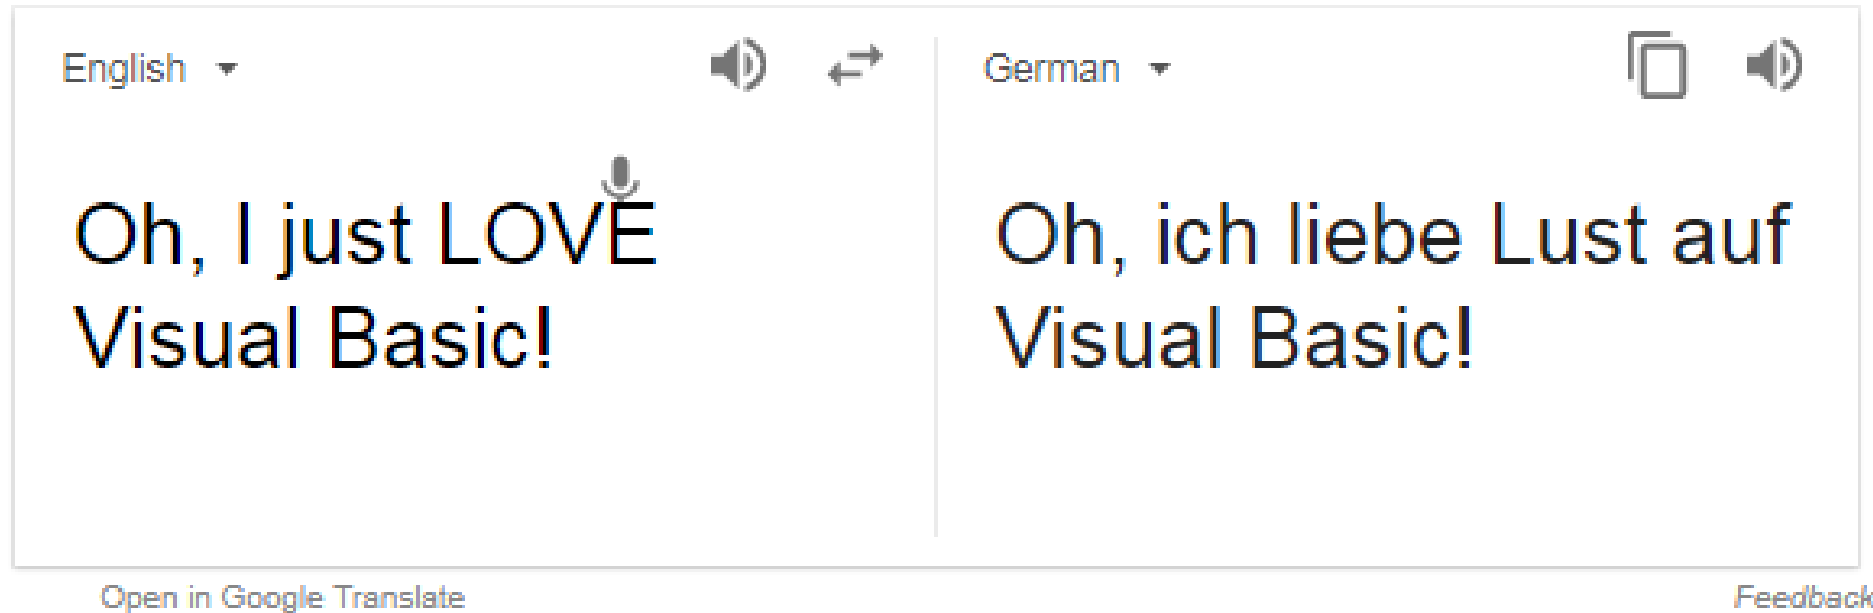 English
German
Oh, I just LOVE
Visual Basic!
Oh, ich liebe Lust auf
Visual Basic!
Open in Google Translate
Feedback